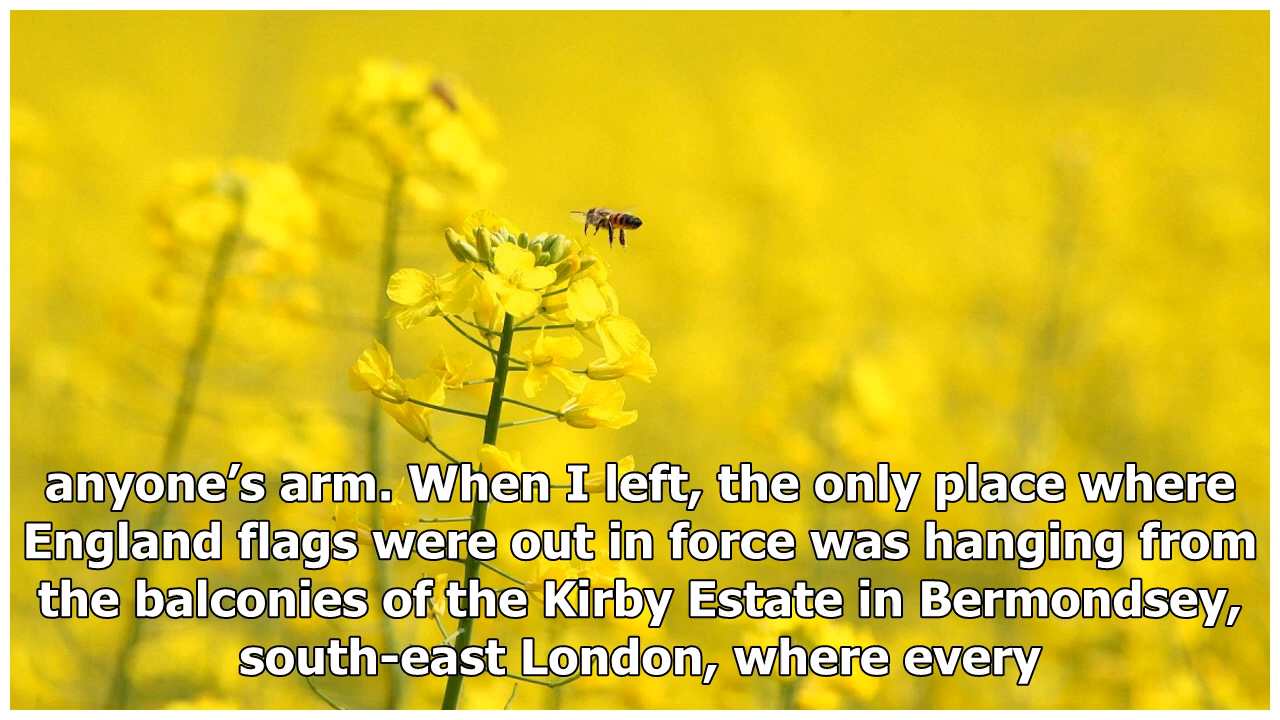 anyone’s arm. When I left, the only place where
England flags were out in force was hanging from
the balconies of the Kirby Estate in Bermondsey,
south-east London, where every